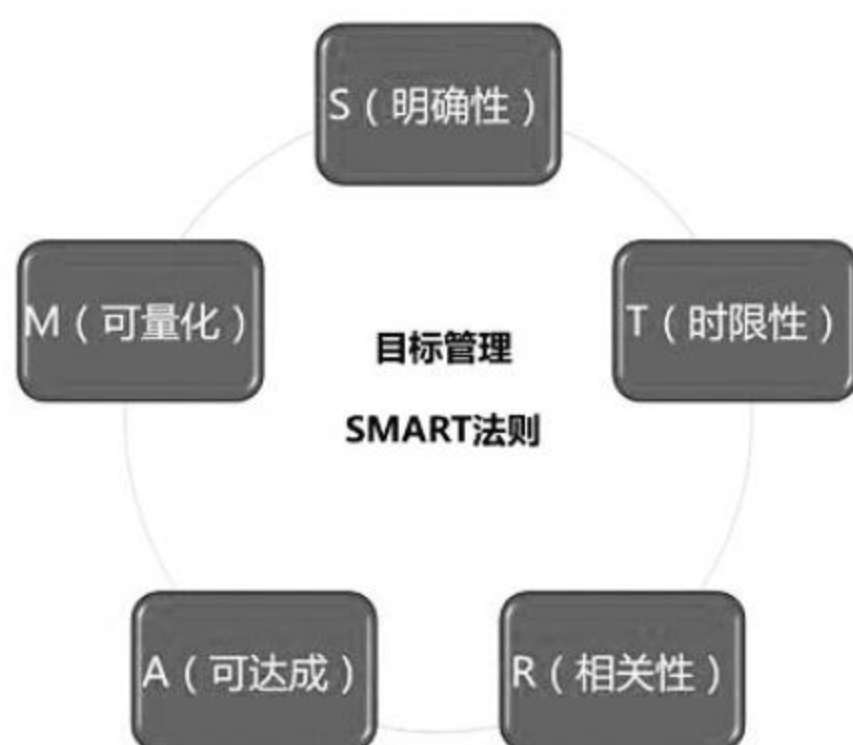 S（明确性）
M（可量化）
T（时限性）
目标管理
SMART法则
A（可达成）
R（相关性）